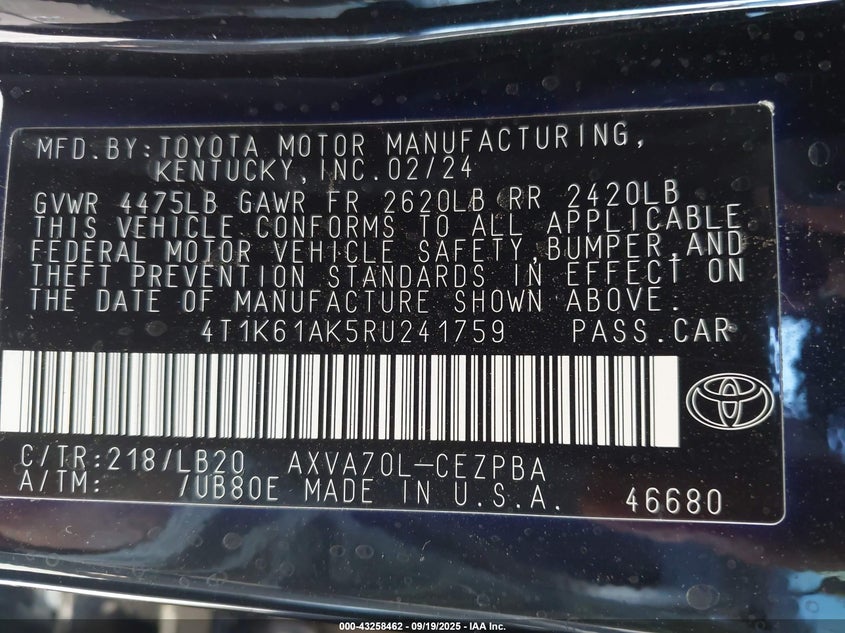 MFD.BY:TOYOTA MOTOR MANUFACTURING,
KENTUCKY,INC.02/24
GVWR 4475LB GAWR FR 2620LB RR 2420LB
THIS VEHICLE CONFORMS TO ALL APPLICABLE
FEDERAL MOTOR VEHICLE SAFETY,BUMPER,AND
THEFT PREVENTION STANDARDS IN EFFECT ON
THE DATE OF MANUFACTURE SHOWN ABOVE.
4T1K61AK5RU241759 PASS.CAR
C/TR:218/LB20 AXVA70L-CEZPBA
A/TM: /UB80E MADE IN U.S.A. 46680
000-43258462 - 09/19/2025 - IAA Inc.